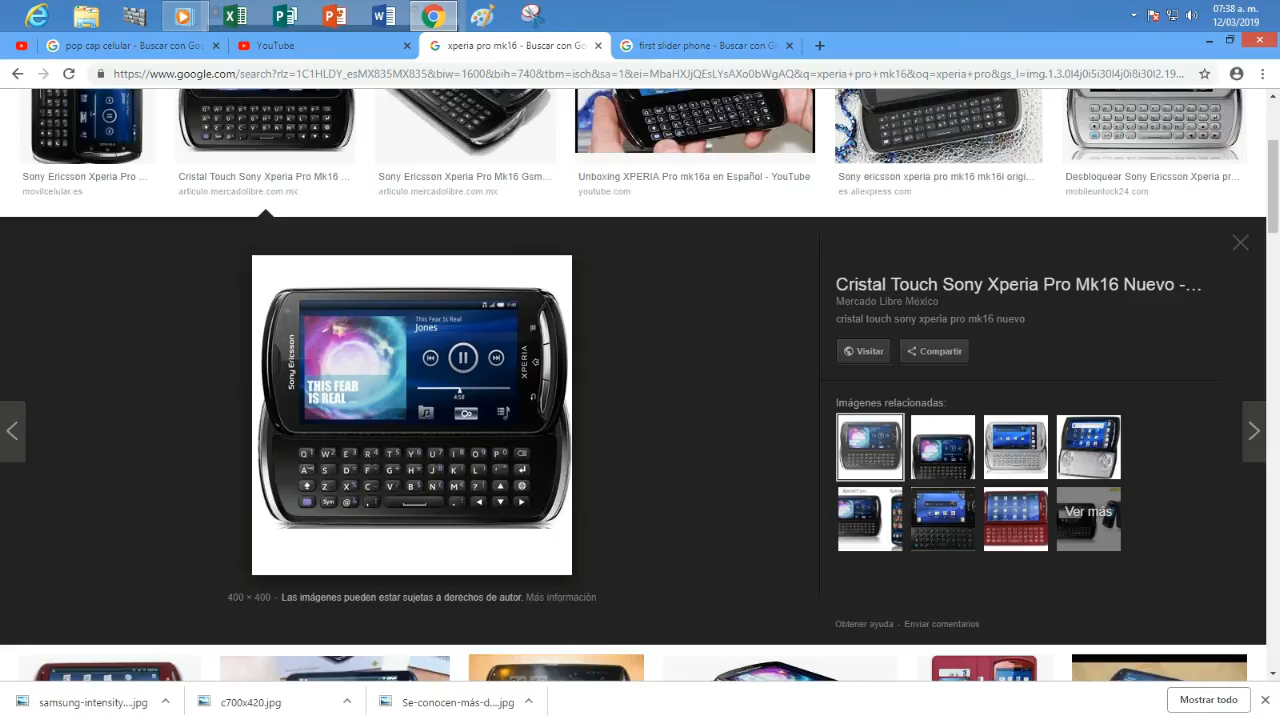 07:38 a. m.
12/03/2019
pop cap celular - Buscar con Goo
YouTube
xperia pro mk16 - Buscar con Go
first slider phone - Buscar con Go
https://www.google.com/search?rlz=1C1HLDY_esMX835MX835&biw=1600&bih=740&tbm=isch&sa=1&ei=MbaHXJjQEsLYsAXo0bWgAQ&q=xperia+pro+mk16&oq=xperia+pro&gs_l=img.1.3.0l4j0i5i30l4j0i8i30l2.19...
Sony Ericsson Xperia Pro ...
movilcelular.es
Cristal Touch Sony Xperia Pro Mk16 ...
articulo.mercadolibre.com.mx
Sony Ericsson Xperia Pro Mk16 Gsm...
articulo.mercadolibre.com.mx
Unboxing XPERIA Pro mk16a en Español - YouTube
youtube.com
Sony ericsson xperia pro mk16 mk16i origi...
es.aliexpress.com
Desbloquear Sony Ericsson Xperia pr...
mobileunlock24.com
Sony Ericsson
This Fear Is Real
Jones
THIS FEAR
IS REAL
4:58
XPERIA
Q W E R T Y U I O P
A S D F G H J K L
Z X C V B N M
Sym @
400 × 400 - Las imágenes pueden estar sujetas a derechos de autor. Más información
Cristal Touch Sony Xperia Pro Mk16 Nuevo -...
Mercado Libre México
cristal touch sony xperia pro mk16 nuevo
Visitar
Compartir
Imágenes relacionadas:
Ver más
Obtener ayuda - Enviar comentarios
samsung-intensity....jpg
c700x420.jpg
Se-conocen-más-d....jpg
Mostrar todo